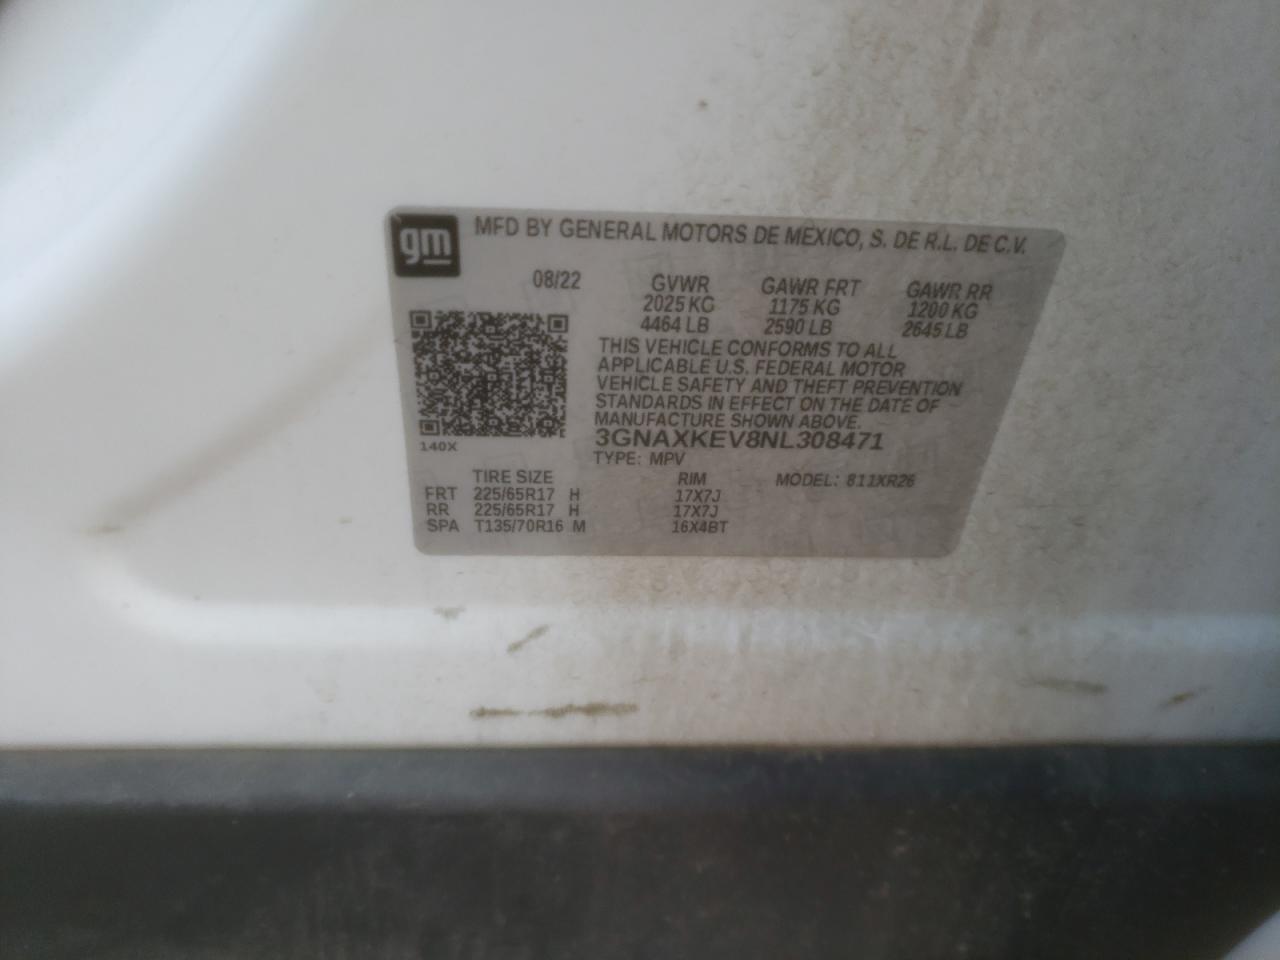 gm
MFD BY GENERAL MOTORS DE MEXICO, S. DE R.L. DE C.V.
08/22 GVWR GAWR FRT GAWR RR
2025 KG 1175 KG 1200 KG
4464 LB 2590 LB 2645 LB
THIS VEHICLE CONFORMS TO ALL
APPLICABLE U.S. FEDERAL MOTOR
VEHICLE SAFETY AND THEFT PREVENTION
STANDARDS IN EFFECT ON THE DATE OF
MANUFACTURE SHOWN ABOVE.
140X
3GNAXKEV8NL308471
TYPE: MPV
TIRE SIZE RIM MODEL: 811XR26
FRT 225/65R17 H 17X7J
RR 225/65R17 H 17X7J
SPA T135/70R16 M 16X4BT